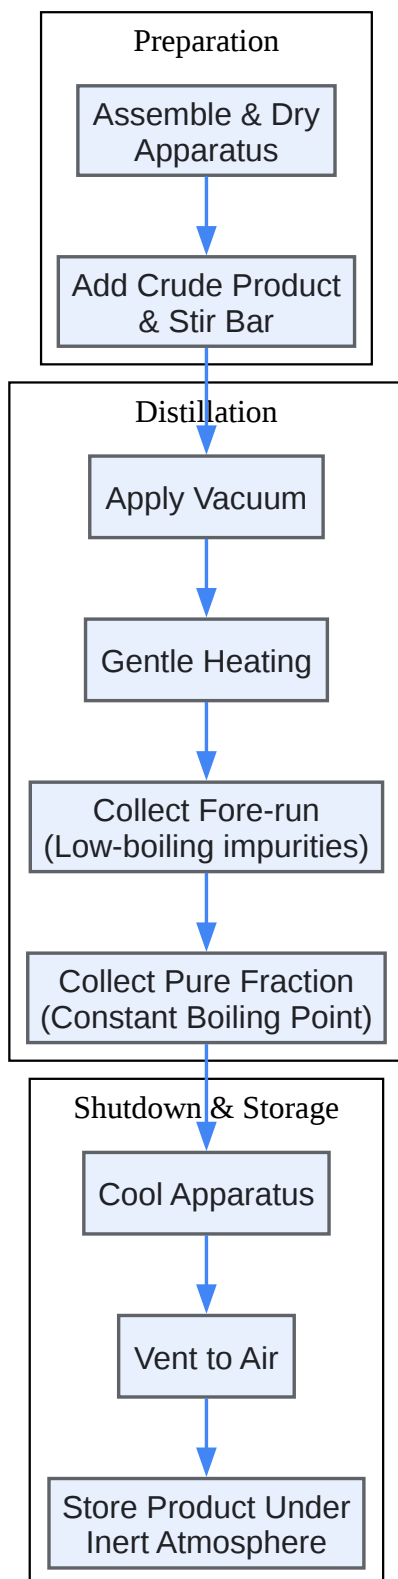 Preparation
Assemble & Dry
Apparatus
Add Crude Product
& Stir Bar
Distillation
Apply Vacuum
Gentle Heating
Collect Fore-run
(Low-boiling impurities)
Collect Pure Fraction
(Constant Boiling Point)
Shutdown & Storage
Cool Apparatus
Vent to Air
Store Product Under
Inert Atmosphere